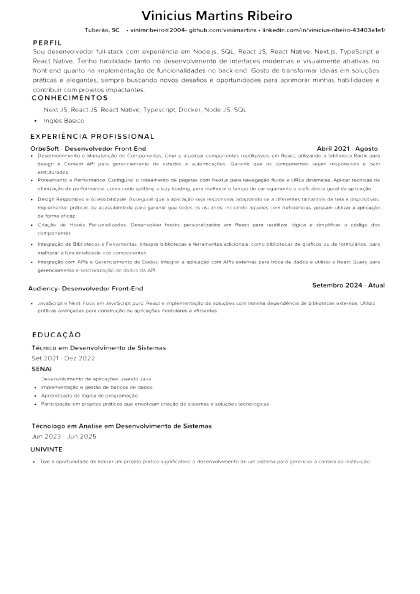 Vinicius Martins Ribeiro
Tubarão, SC • vinimribeiro@2004- github.com/vinimartins • linkedin.com/in/vinicius-ribeiro-43403a1a1/
PERFIL
Sou desenvolvedor full-stack com experiência em Node.js, SQL, React JS, React Native, Next.js, TypeScript e
React Native. Tenho habilidade tanto no desenvolvimento de interfaces modernas e visualmente atrativas no
front-end quanto na implementação de funcionalidades no back-end. Gosto de transformar ideias em soluções
práticas e elegantes, sempre buscando novos desafios e oportunidades para aprimorar minhas habilidades e
contribuir com projetos impactantes.
CONHECIMENTOS
Next JS, React JS, React Native, Typescript, Docker, Node JS, SQL
• Inglês Basico
EXPERIÊNCIA PROFISSIONAL
OrbeSoft - Desenvolvedor Front-End Abril 2021 - Agosto
• Desenvolvimento e Manutenção de Componentes: Criar e atualizar componentes reutilizáveis em React, utilizando a biblioteca Radix para
design e Context API para gerenciamento de estados e autenticações. Garantir que os componentes sejam eficientes e bem
estruturados.
• Roteamento e Performance: Configurar o roteamento de páginas com Next.js para navegação fluida e URLs dinâmicas. Aplicar técnicas de
otimização de performance, como code splitting e lazy loading, para melhorar o tempo de carregamento e a eficiência geral da aplicação.
• Design Responsivo e Acessibilidade: Assegurar que a aplicação seja responsiva, adaptando-se a diferentes tamanhos de tela e dispositivos.
Implementar práticas de acessibilidade para garantir que todos os usuários, incluindo aqueles com deficiências, possam utilizar a aplicação
de forma eficaz.
• Criação de Hooks Personalizados: Desenvolver hooks personalizados em React para reutilizar lógica e simplificar o código dos
componentes.
• Integração de Bibliotecas e Ferramentas: Integrar bibliotecas e ferramentas adicionais, como bibliotecas de gráficos ou de formulários, para
melhorar a funcionalidade dos componentes.
• Integração com APIs e Gerenciamento de Dados: Integrar a aplicação com APIs externas para troca de dados e utilizar a React Query para
gerenciamento e sincronização de dados da API.
Audiency- Desenvolvedor Front-End Setembro 2024 - Atual
• JavaScript e Next: Foco em JavaScript puro, React e implementação de soluções com mínima dependência de bibliotecas externas. Utilizo
práticas avançadas para construção de aplicações modulares e eficientes.
EDUCAÇÃO
Técnico em Desenvolvimento de Sistemas
Set 2021 - Dez 2022
SENAI
Desenvolvimento de aplicações usando Java.
• Implementação e gestão de bancos de dados.
• Aprendizado de lógica de programação.
• Participação em projetos práticos que envolviam criação de sistemas e soluções tecnológicas.
Técnologo em Analise em Desenvolvimento de Sistemas
Jun 2023 - Jun 2025
UNIVINTE
• Tive a oportunidade de liderar um projeto prático significativo: o desenvolvimento de um sistema para gerenciar a cantina da instituição.